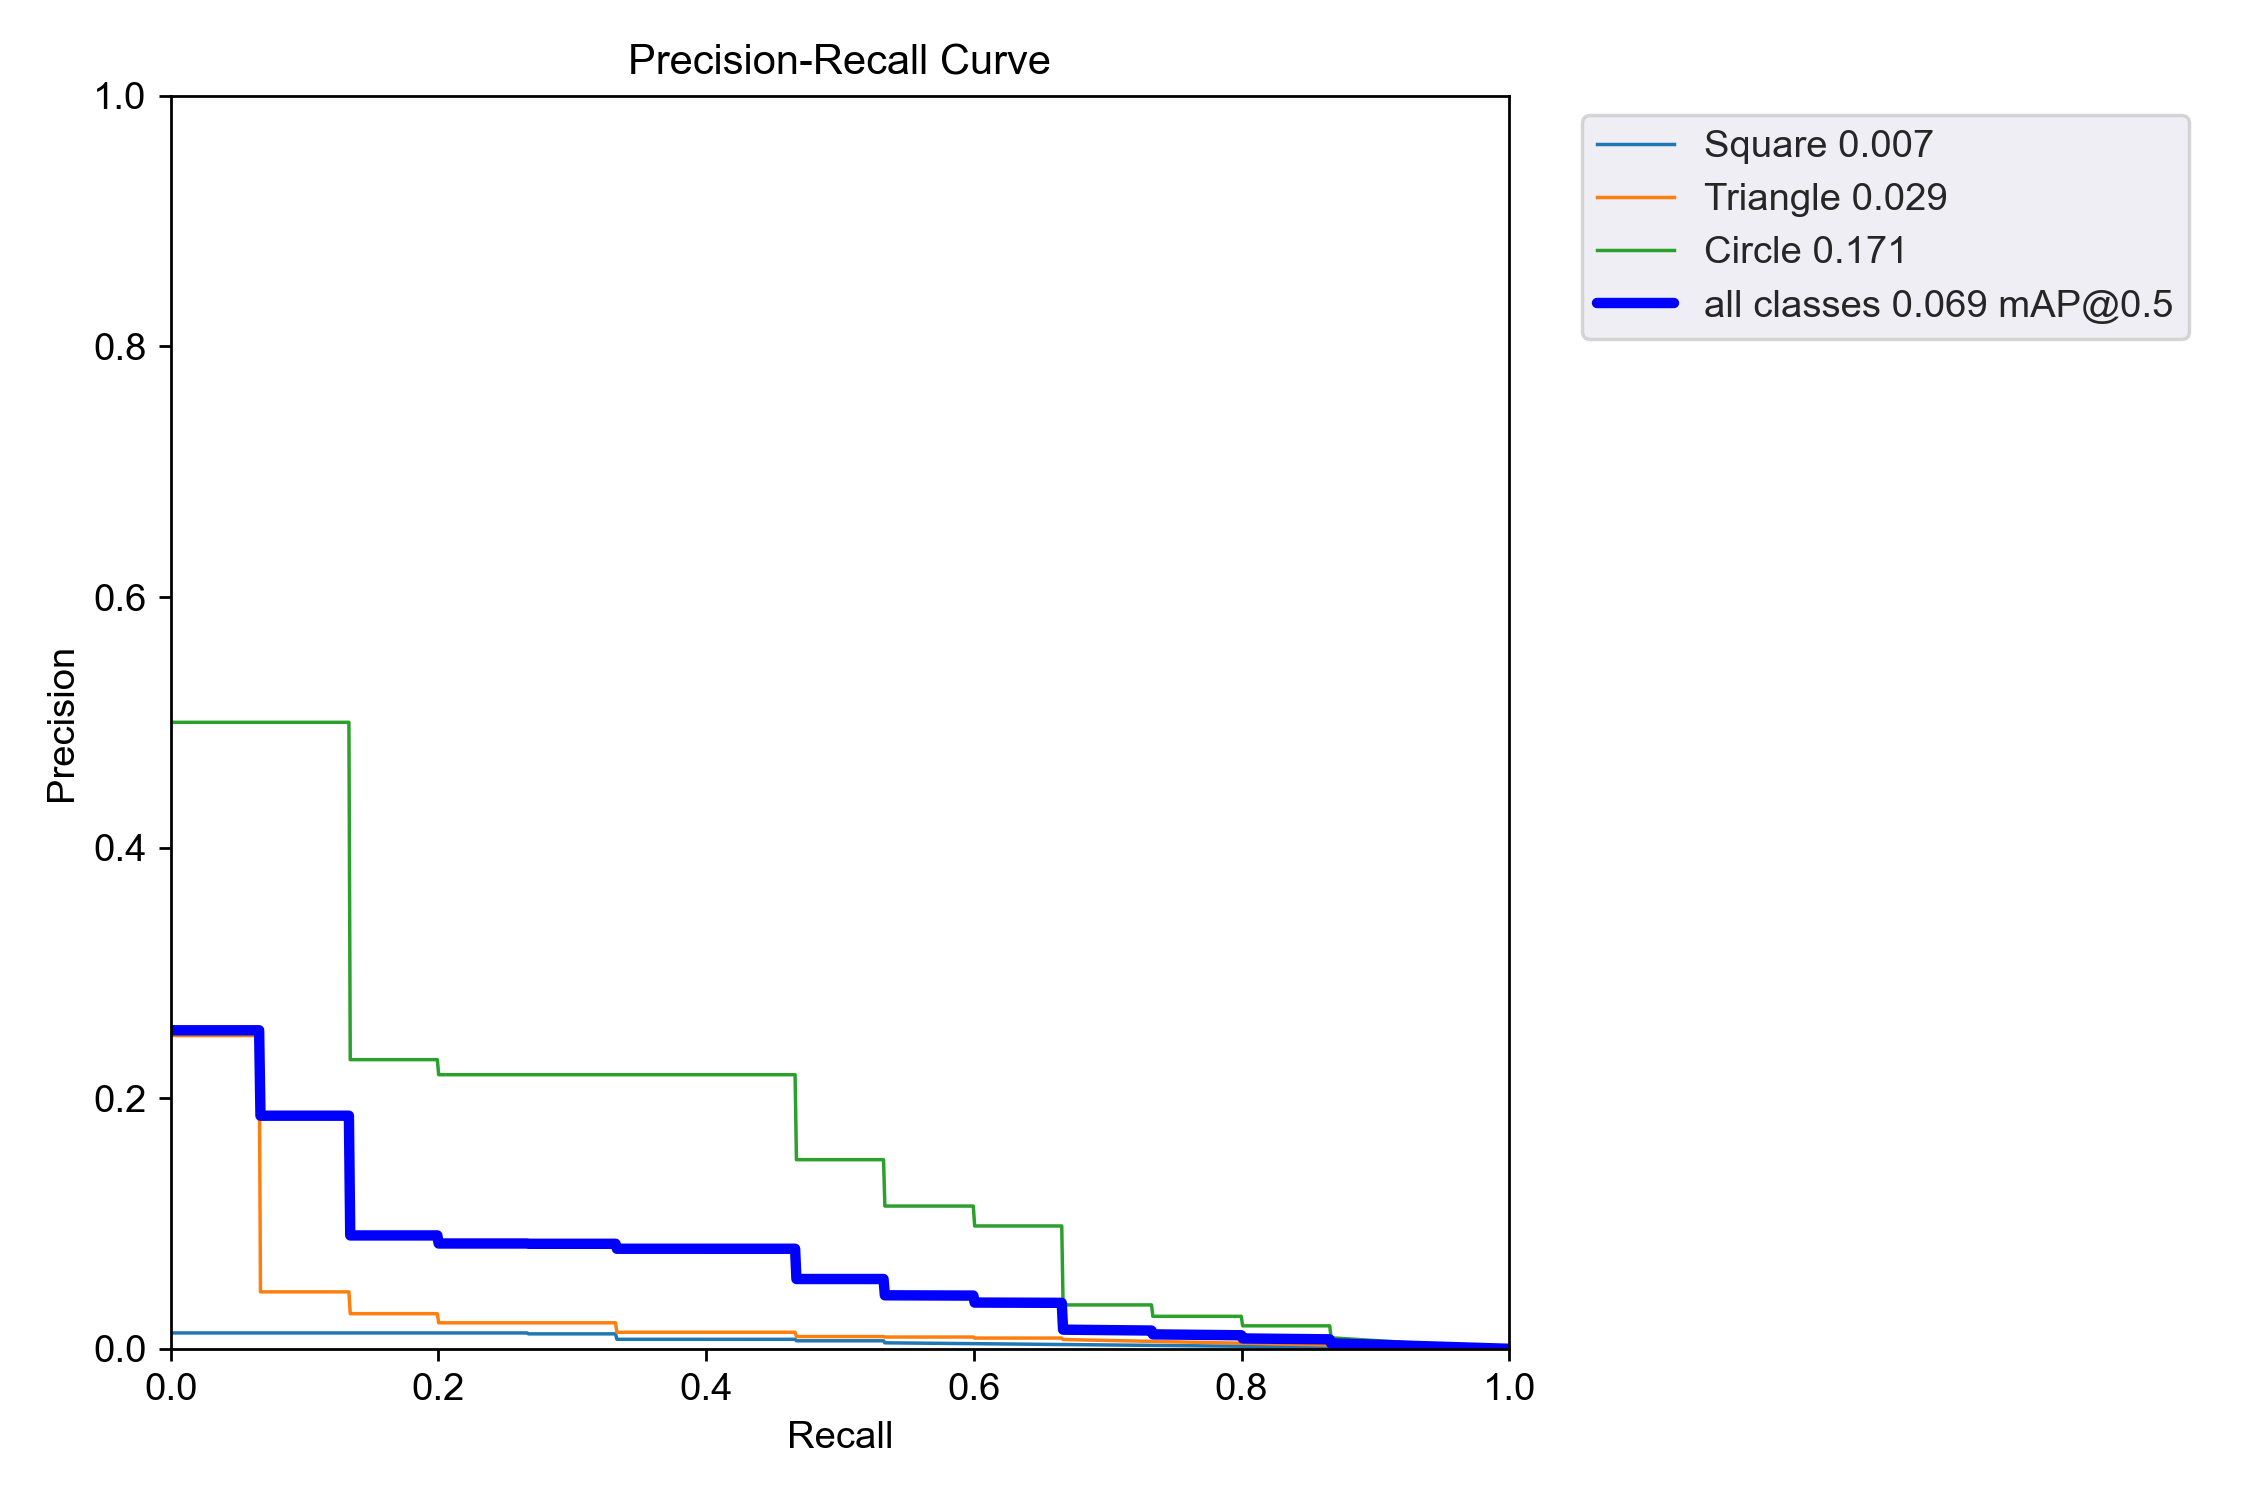 Precision-Recall Curve
1.0
0.8
0.6
0.4
0.2
0.0
Precision
0.0 0.2 0.4 0.6 0.8 1.0
Recall
Square 0.007
Triangle 0.029
Circle 0.171
all classes 0.069 mAP@0.5